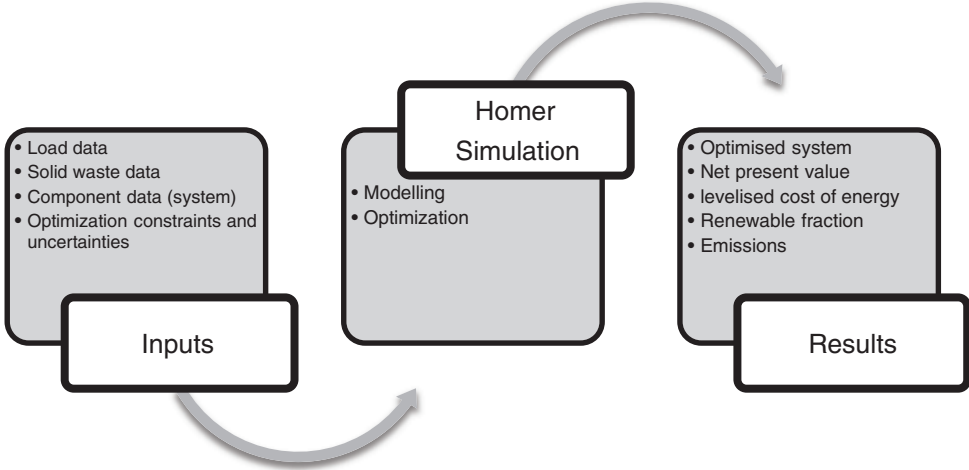 • Load data
• Solid waste data
• Component data (system)
• Optimization constraints and
uncertainties
Inputs
Homer
Simulation
• Modelling
• Optimization
• Optimised system
• Net present value
• levelised cost of energy
• Renewable fraction
• Emissions
Results